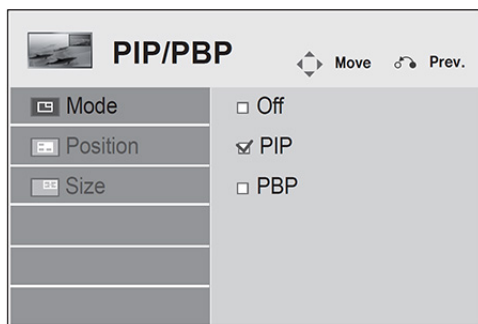 PIP/PBP
Move
Prev.
Mode
Off
Position
PIP
Size
PBP